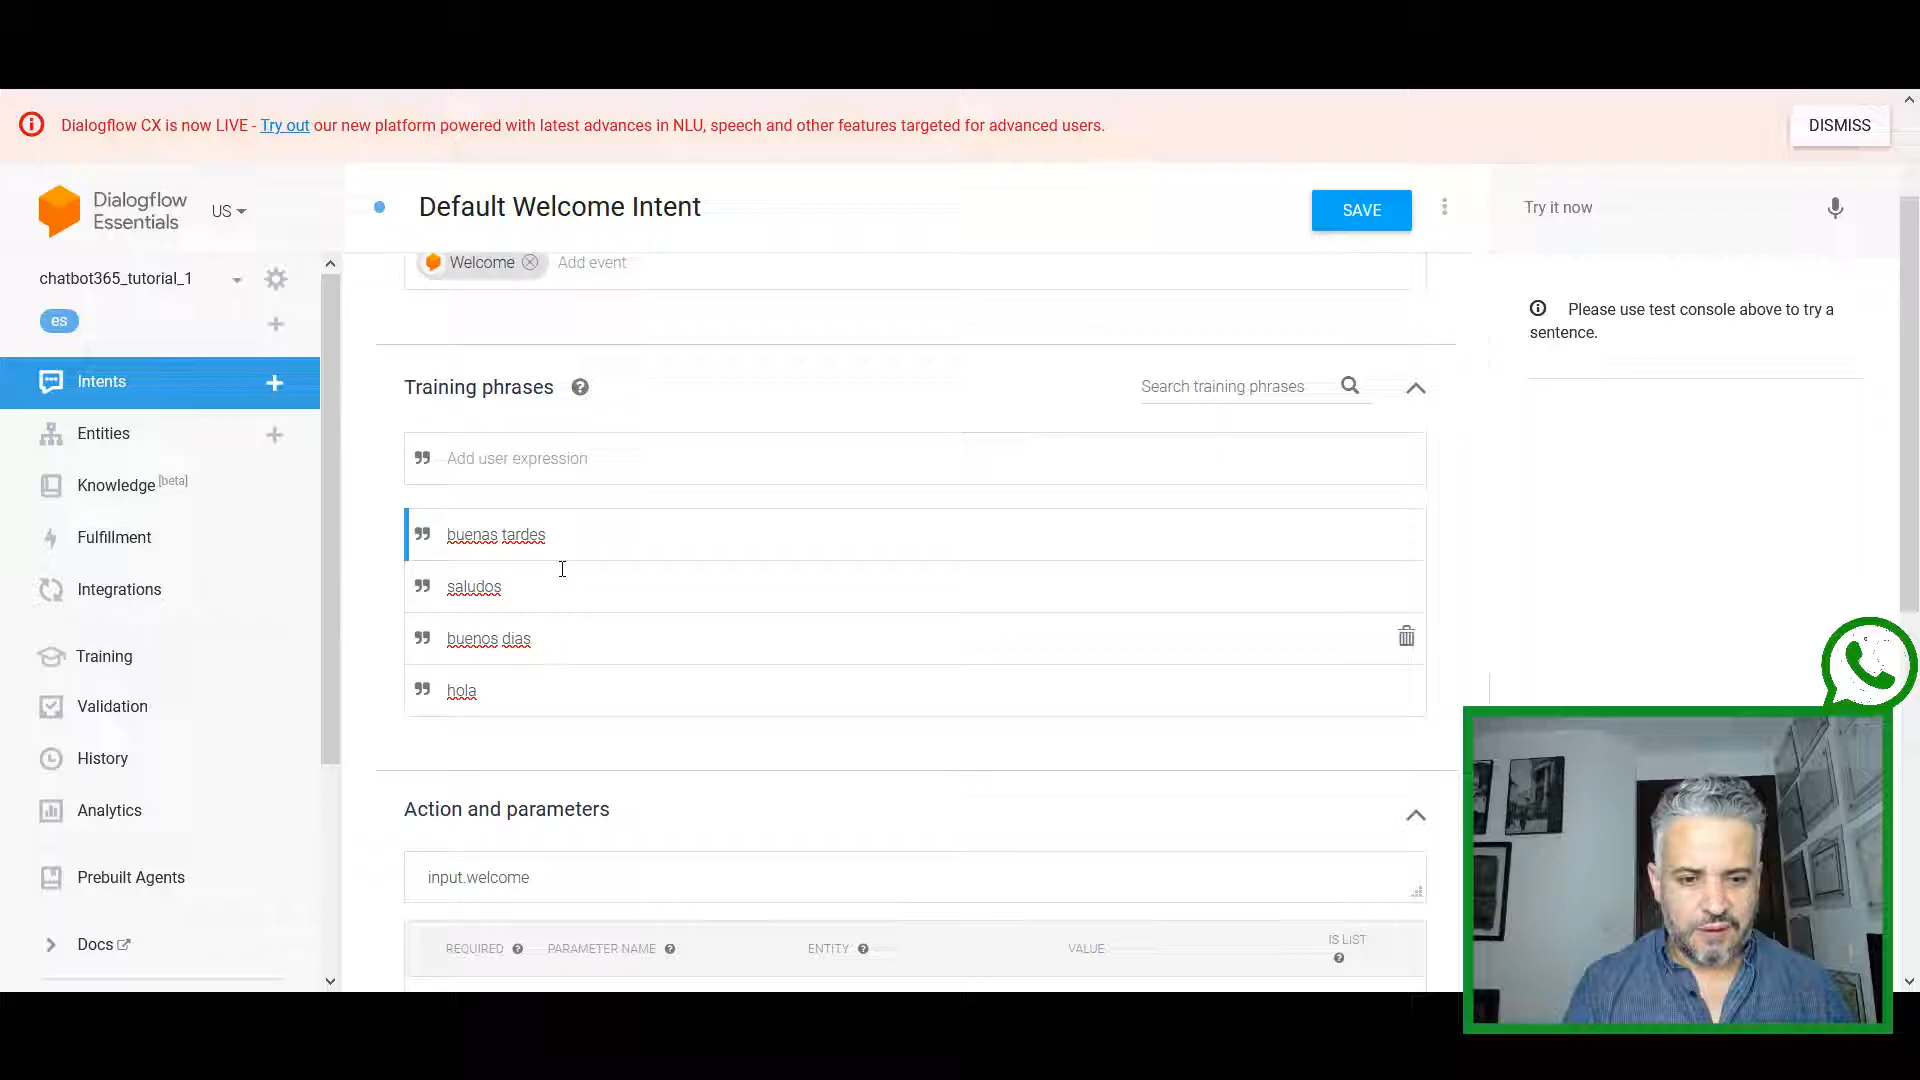 Dialogflow CX is now LIVE - Try out our new platform powered with latest advances in NLU, speech and other features targeted for advanced users.
DISMISS
Dialogflow
Essentials
US
Default Welcome Intent
SAVE
Try it now
chatbot365_tutorial_1
es
Welcome
Add event
Please use test console above to try a
sentence.
Intents
Entities
Knowledge [beta]
Fulfillment
Integrations
Training
Validation
History
Analytics
Prebuilt Agents
Docs
Training phrases
Search training phrases
Add user expression
buenas tardes
saludos
buenos dias
hola
Action and parameters
input.welcome
REQUIRED
PARAMETER NAME
ENTITY
VALUE
IS LIST